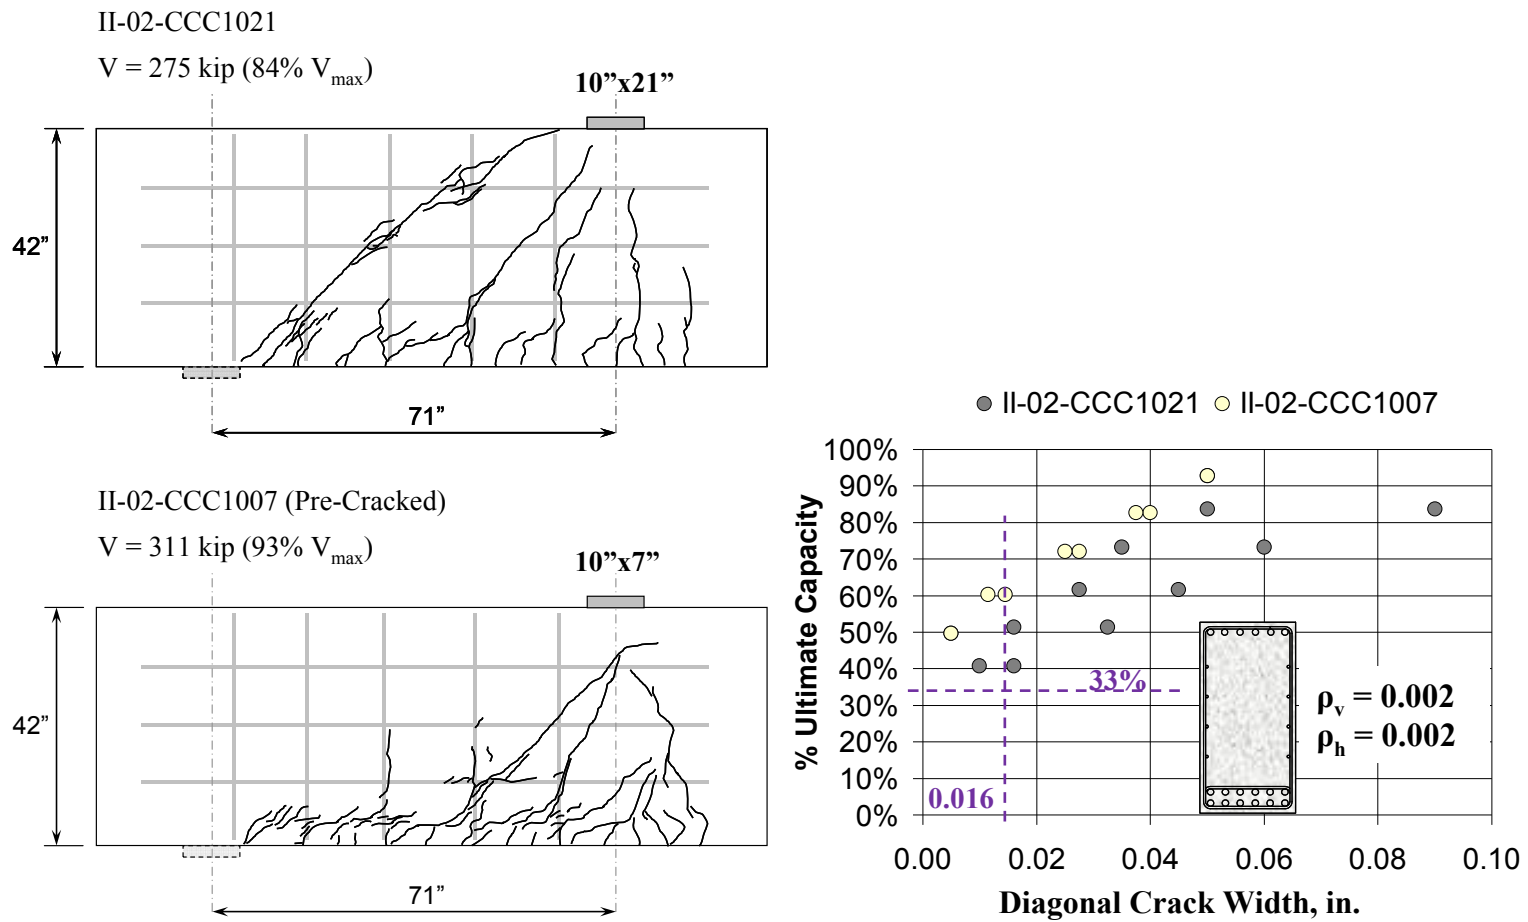 II-02-CCC1021
V = 275 kip (84% Vmax)
10”x21”
42”
71”
II-02-CCC1007 (Pre-Cracked)
V = 311 kip (93% Vmax)
10”x7”
42”
71”
II-02-CCC1021 II-02-CCC1007
% Ultimate Capacity
100%
90%
80%
70%
60%
50%
40%
30%
20%
10%
0%
33%
0.016
ρv = 0.002
ρh = 0.002
0.00 0.02 0.04 0.06 0.08 0.10
Diagonal Crack Width, in.